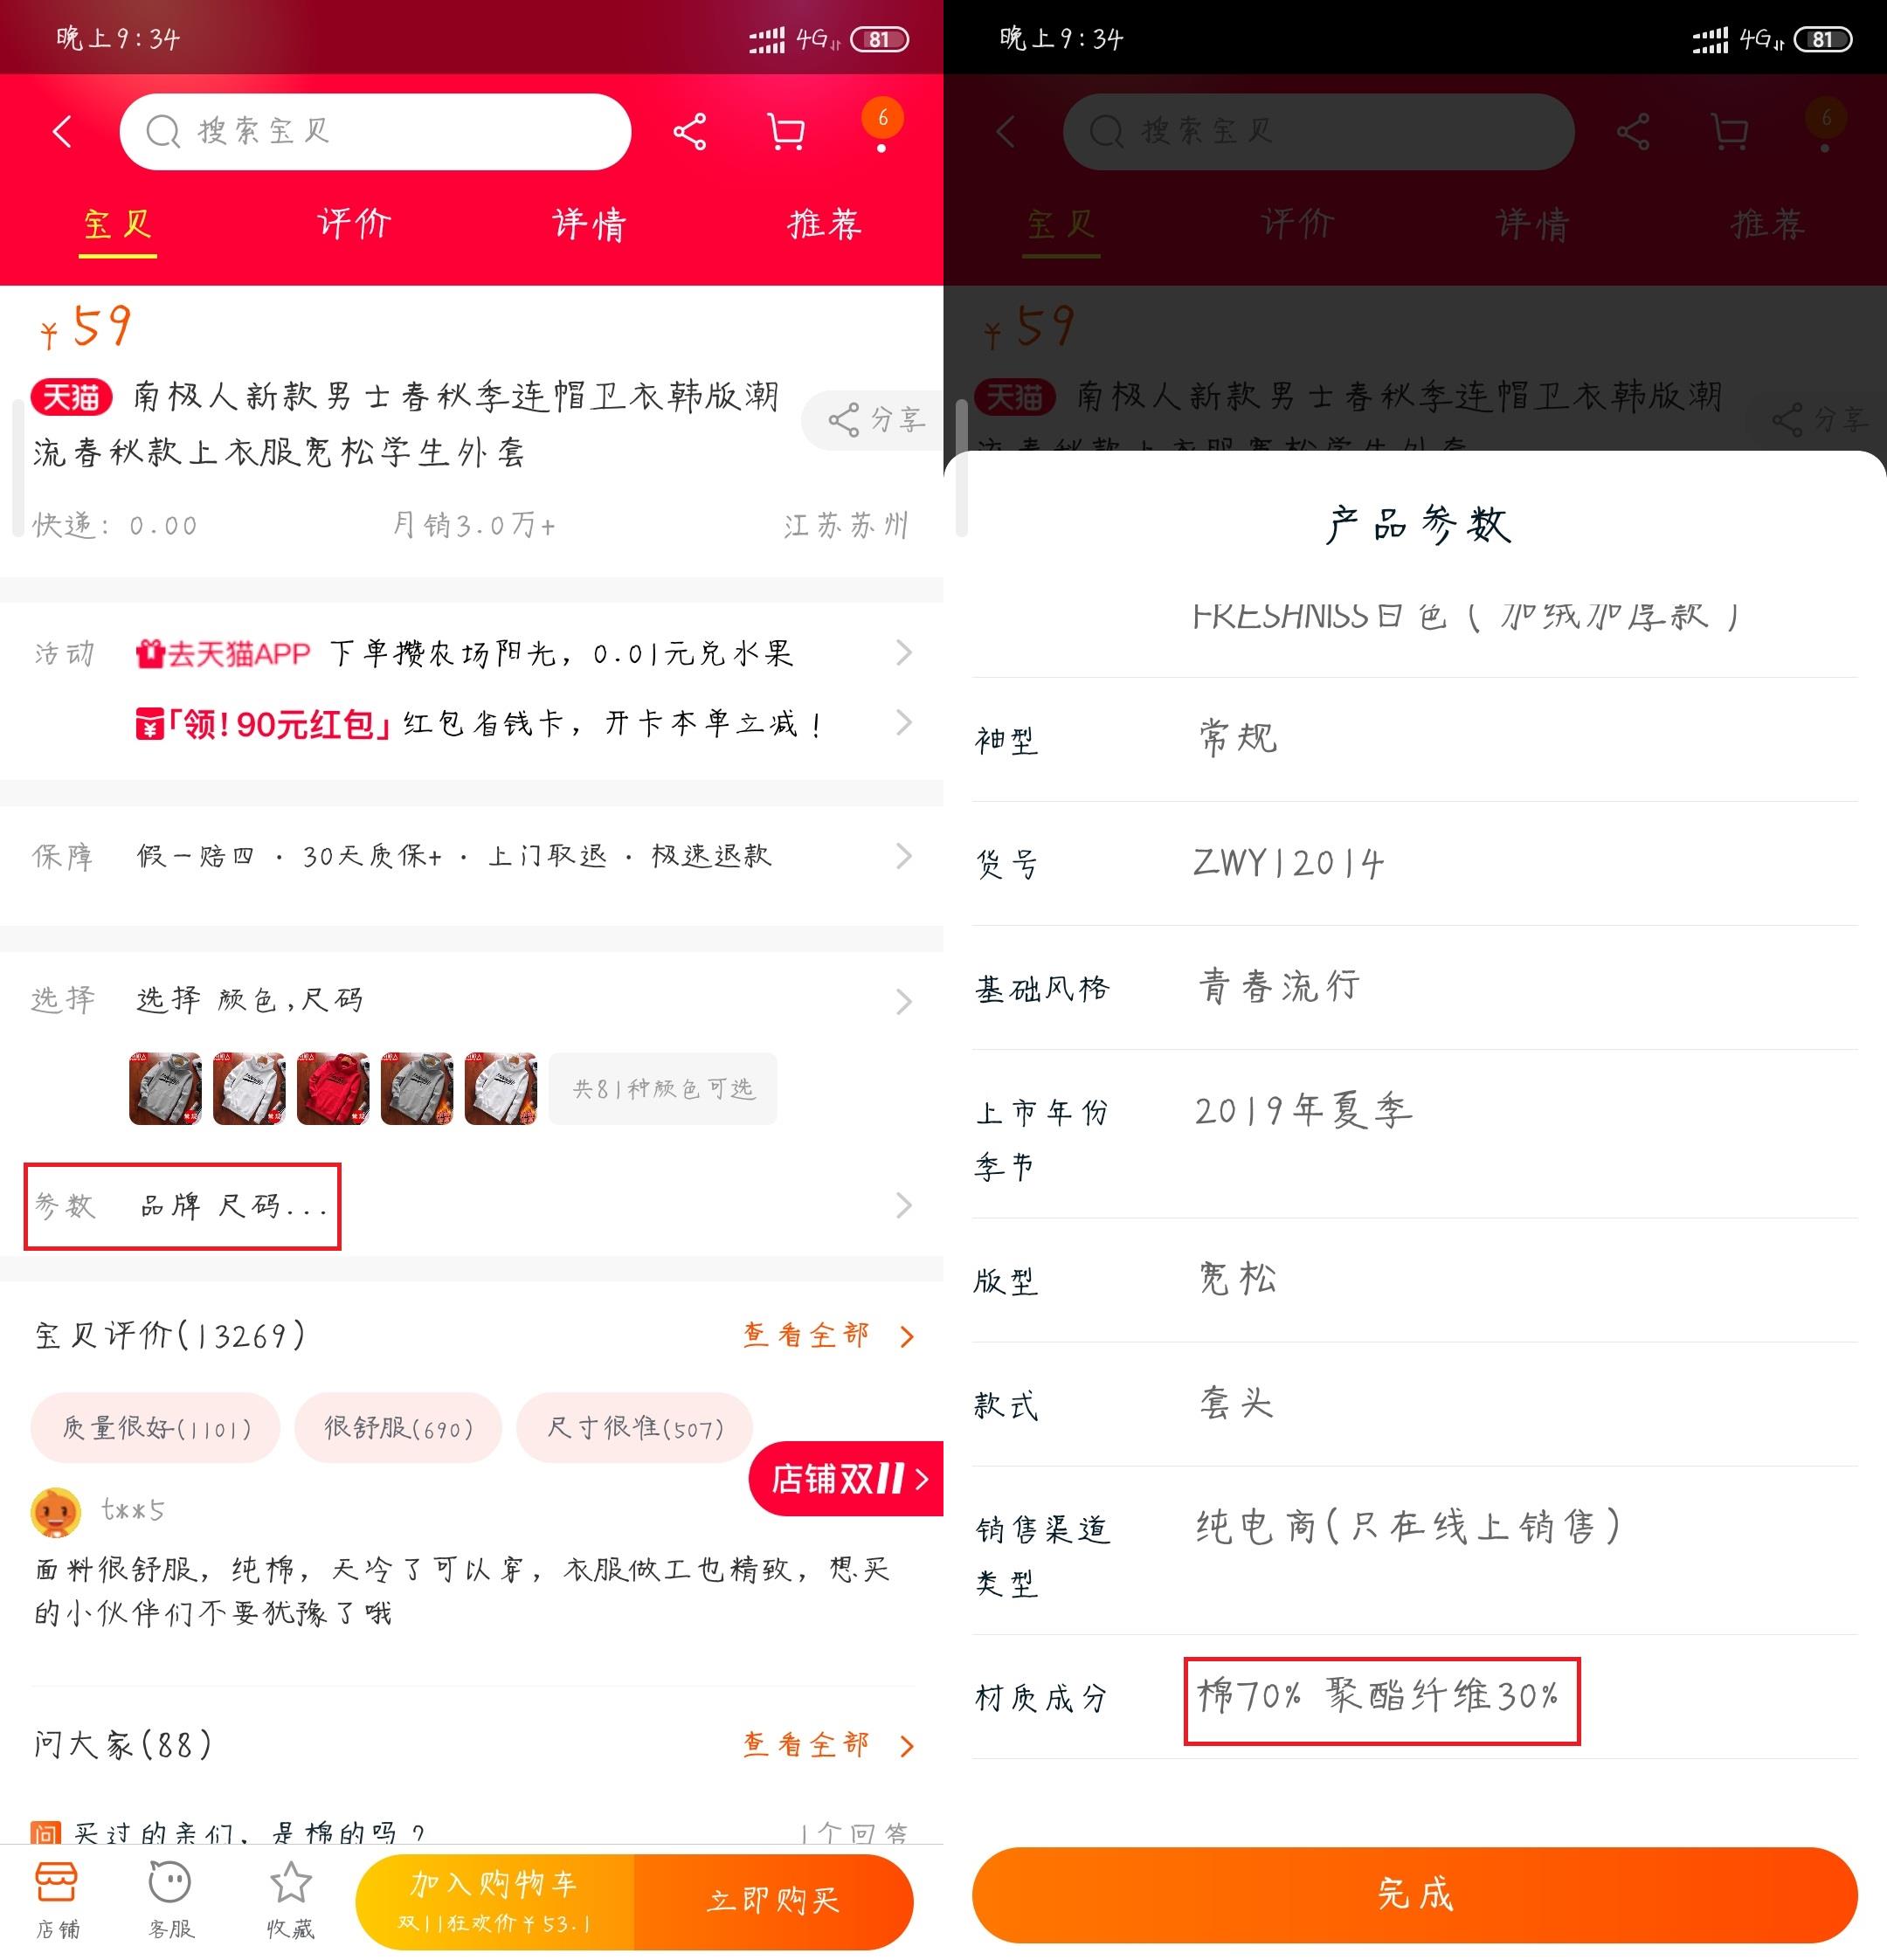 晚上9:34
4G
81
搜索宝贝
6
宝贝
评价
详情
推荐
¥59
天猫 南极人新款男士春秋季连帽卫衣韩版潮
流春秋款上衣服宽松学生外套
分享
快递: 0.00
月销3.0万+
江苏苏州
活动
去天猫APP 下单攒农场阳光，0.01元兑水果
「领!90元红包」红包省钱卡，开卡本单立减！
保障
假一赔四 · 30天质保+ · 上门取退 · 极速退款
选择
选择 颜色,尺码
共81种颜色可选
参数
品牌 尺码...
宝贝评价(13269)
查看全部
质量很好(1101)
很舒服(690)
尺寸很准(507)
店铺双11
t**5
面料很舒服，纯棉，天冷了可以穿，衣服做工也精致，想买
的小伙伴们不要犹豫了哦
问大家(88)
查看全部
问 买过的亲们，是棉的吗？
1个回答
店铺
客服
收藏
加入购物车
双11狂欢价¥53.1
立即购买
晚上9:34
4G
81
搜索宝贝
6
宝贝
评价
详情
推荐
¥59
天猫 南极人新款男士春秋季连帽卫衣韩版潮
流春秋款上衣服宽松学生外套
分享
产品参数
FRESHNISS白色（加绒加厚款）
袖型
常规
货号
ZWY12014
基础风格
青春流行
上市年份
季节
2019年夏季
版型
宽松
款式
套头
销售渠道
类型
纯电商(只在线上销售)
材质成分
棉70% 聚酯纤维30%
完成